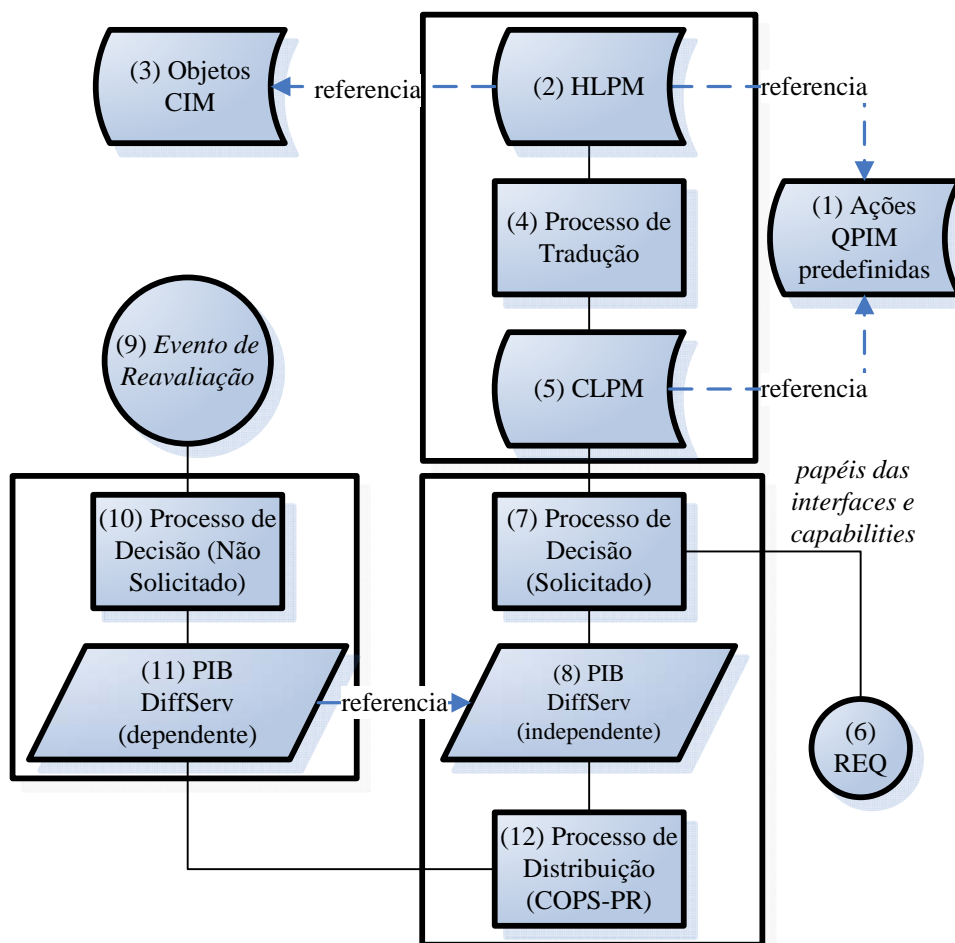 (3) Objetos
CIM
referencia
(2) HLPM
referencia
(1) Ações
QPIM
predefinidas
(4) Processo de
Tradução
(5) CLPM
referencia
(9) Evento de
Reavaliação
papéis das
interfaces e
capabilities
(10) Processo de
Decisão (Não
Solicitado)
(7) Processo de
Decisão
(Solicitado)
(11) PIB
DiffServ
(dependente)
referencia
(8) PIB
DiffServ
(independente)
(6)
REQ
(12) Processo de
Distribuição
(COPS-PR)